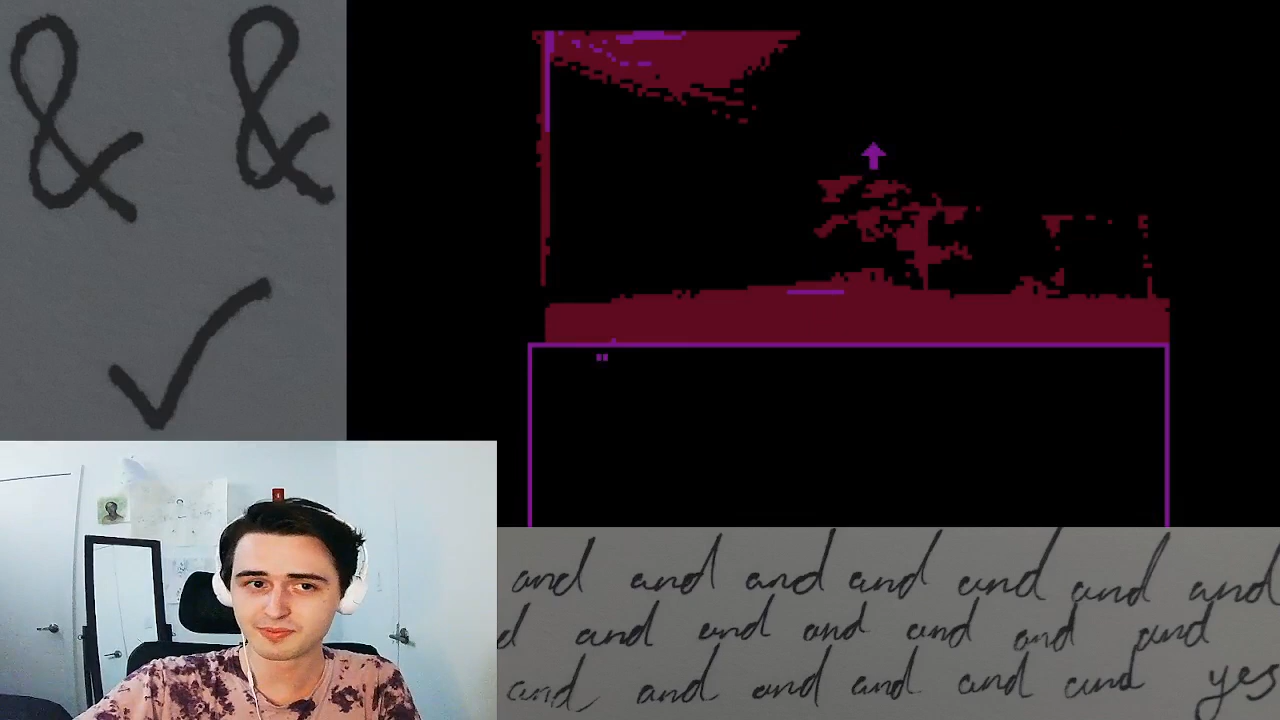 & &
✓
and and and and and and and
d and and and and and and
and and and and and and yes